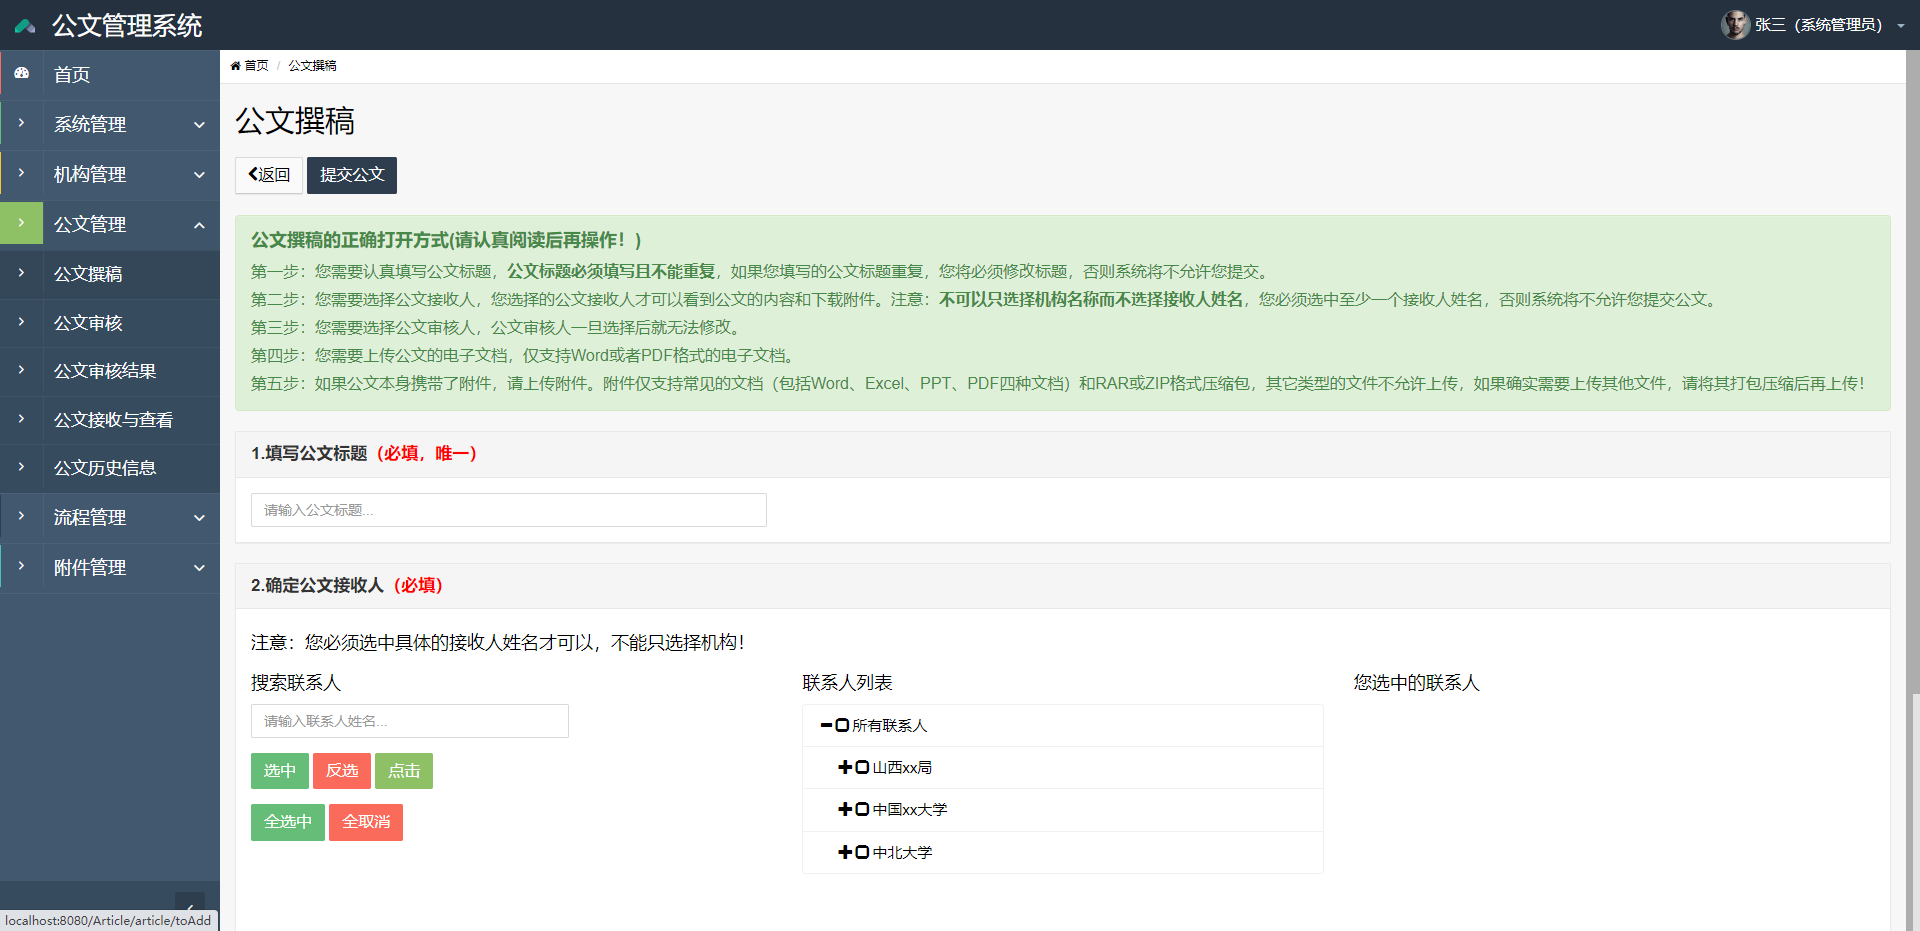 公文管理系统
张三（系统管理员）
首页
系统管理
机构管理
公文管理
公文撰稿
公文审核
公文审核结果
公文接收与查看
公文历史信息
流程管理
附件管理
首页 / 公文撰稿
公文撰稿
返回 提交公文
公文撰稿的正确打开方式(请认真阅读后再操作！)
第一步：您需要认真填写公文标题，公文标题必须填写且不能重复，如果您填写的公文标题重复，您将必须修改标题，否则系统将不允许您提交。
第二步：您需要选择公文接收人，您选择的公文接收人才可以看到公文的内容和下载附件。注意：不可以只选择机构名称而不选择接收人姓名，您必须选中至少一个接收人姓名，否则系统将不允许您提交公文。
第三步：您需要选择公文审核人，公文审核人一旦选择后就无法修改。
第四步：您需要上传公文的电子文档，仅支持Word或者PDF格式的电子文档。
第五步：如果公文本身携带了附件，请上传附件。附件仅支持常见的文档（包括Word、Excel、PPT、PDF四种文档）和RAR或ZIP格式压缩包，其它类型的文件不允许上传，如果确实需要上传其他文件，请将其打包压缩后再上传！
1.填写公文标题（必填，唯一）
请输入公文标题...
2.确定公文接收人（必填）
注意：您必须选中具体的接收人姓名才可以，不能只选择机构！
搜索联系人
请输入联系人姓名...
选中 反选 点击
全选中 全取消
联系人列表
所有联系人
山西xx局
中国xx大学
中北大学
您选中的联系人
localhost:8080/Article/article/toAdd